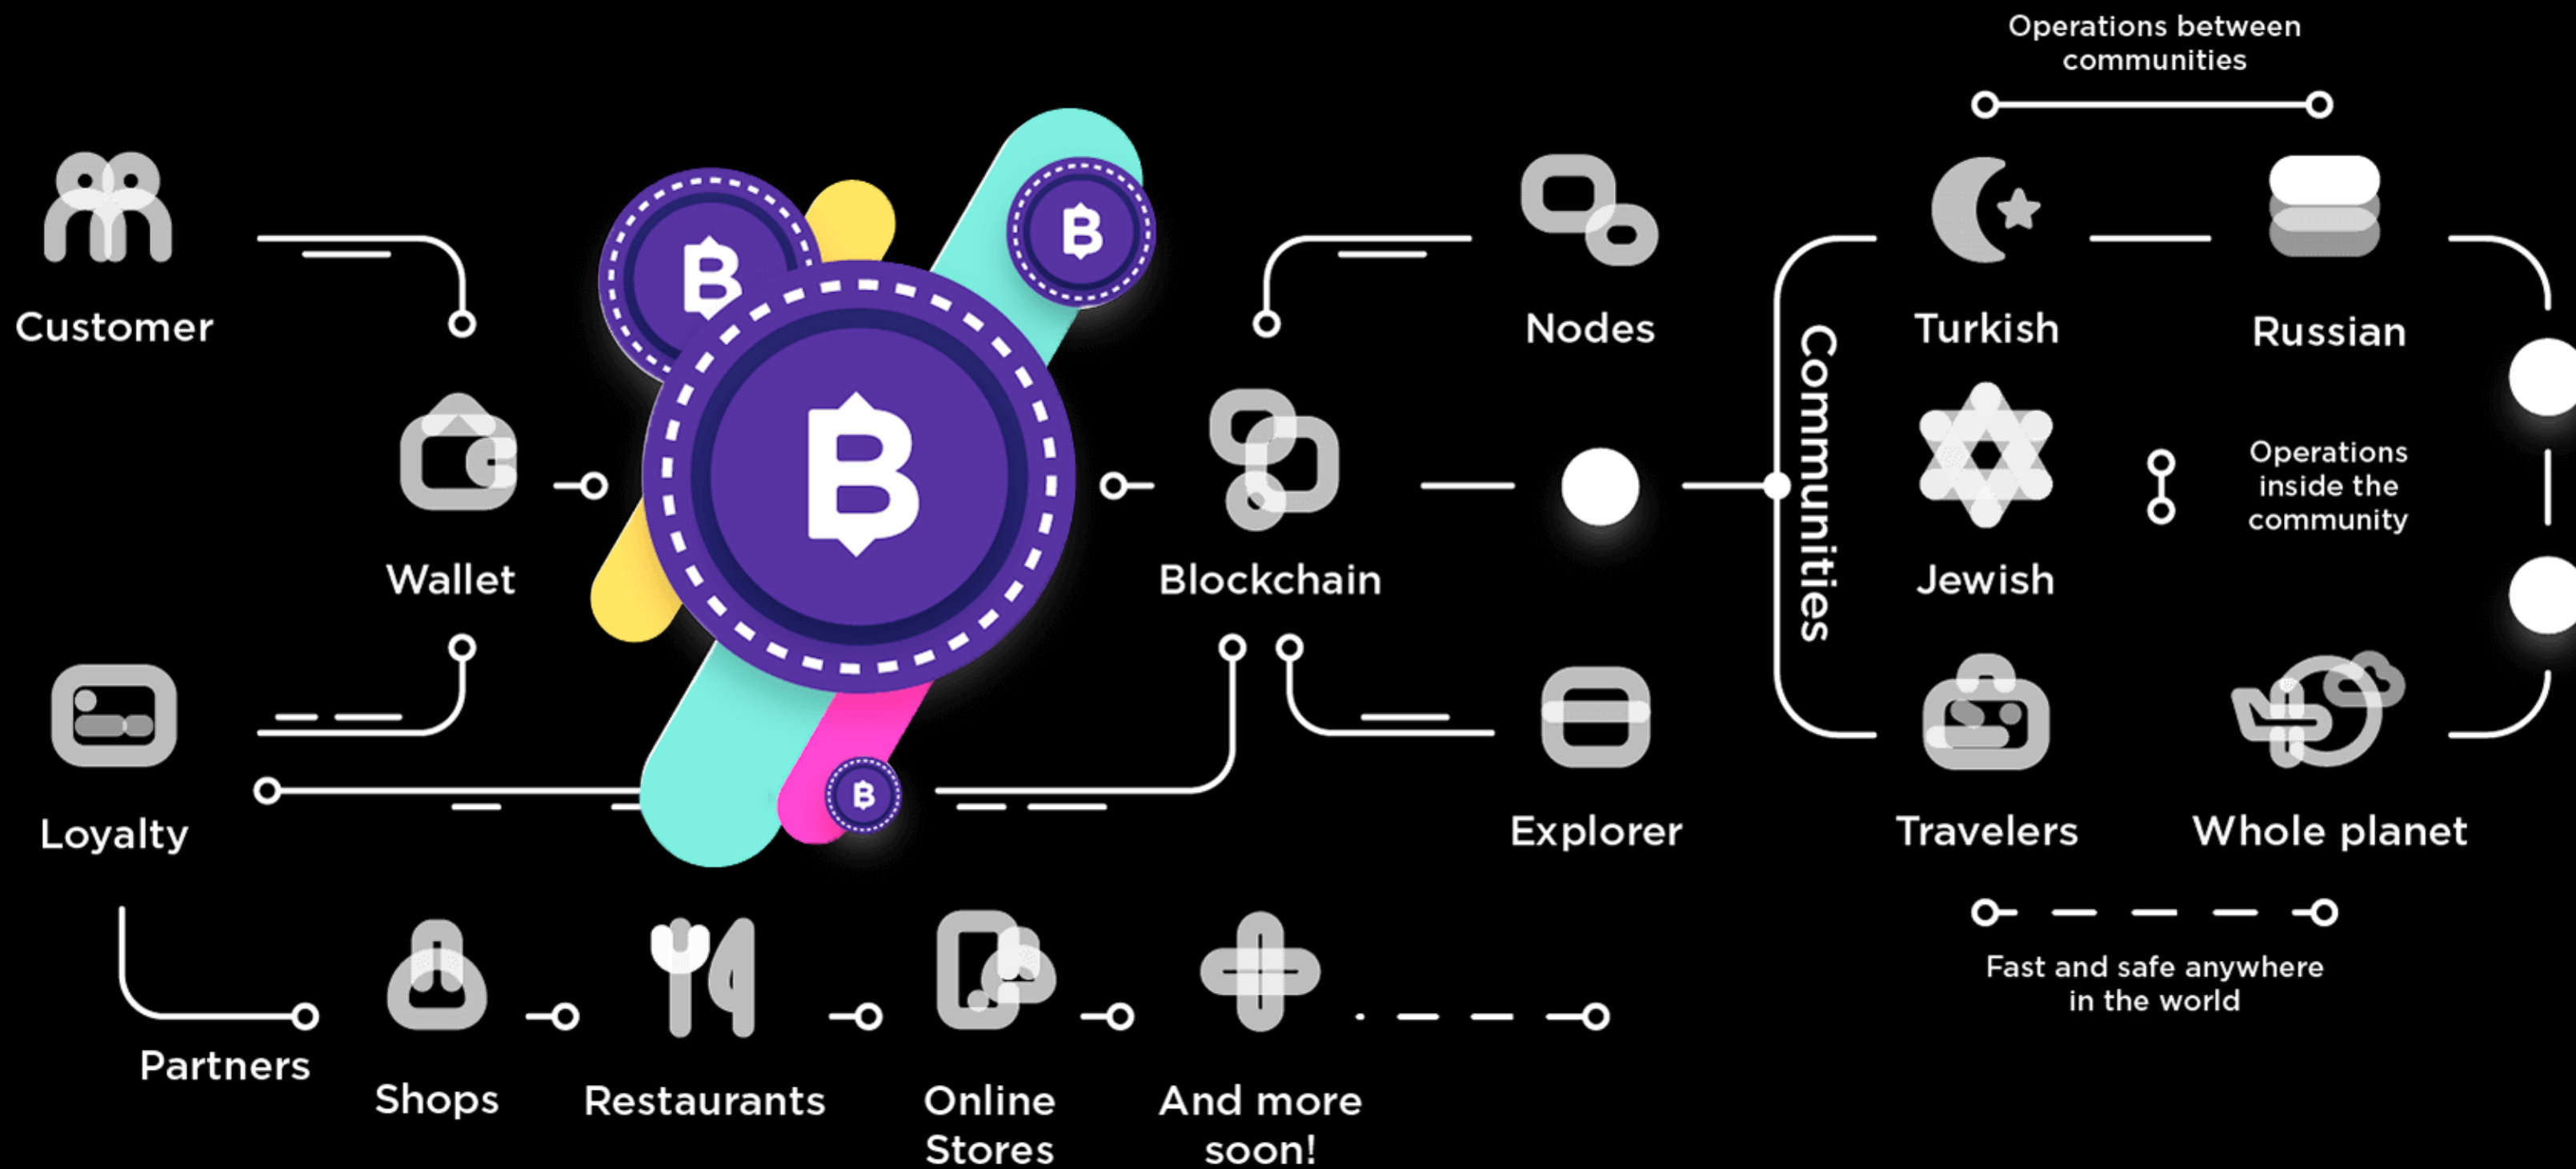 Operations between
communities
Customer
Nodes
Turkish
Russian
Communities
Operations
inside the
community
Wallet
Blockchain
Jewish
Loyalty
Explorer
Travelers
Whole planet
Fast and safe anywhere
in the world
Partners
Shops
Restaurants
Online
Stores
And more
soon!